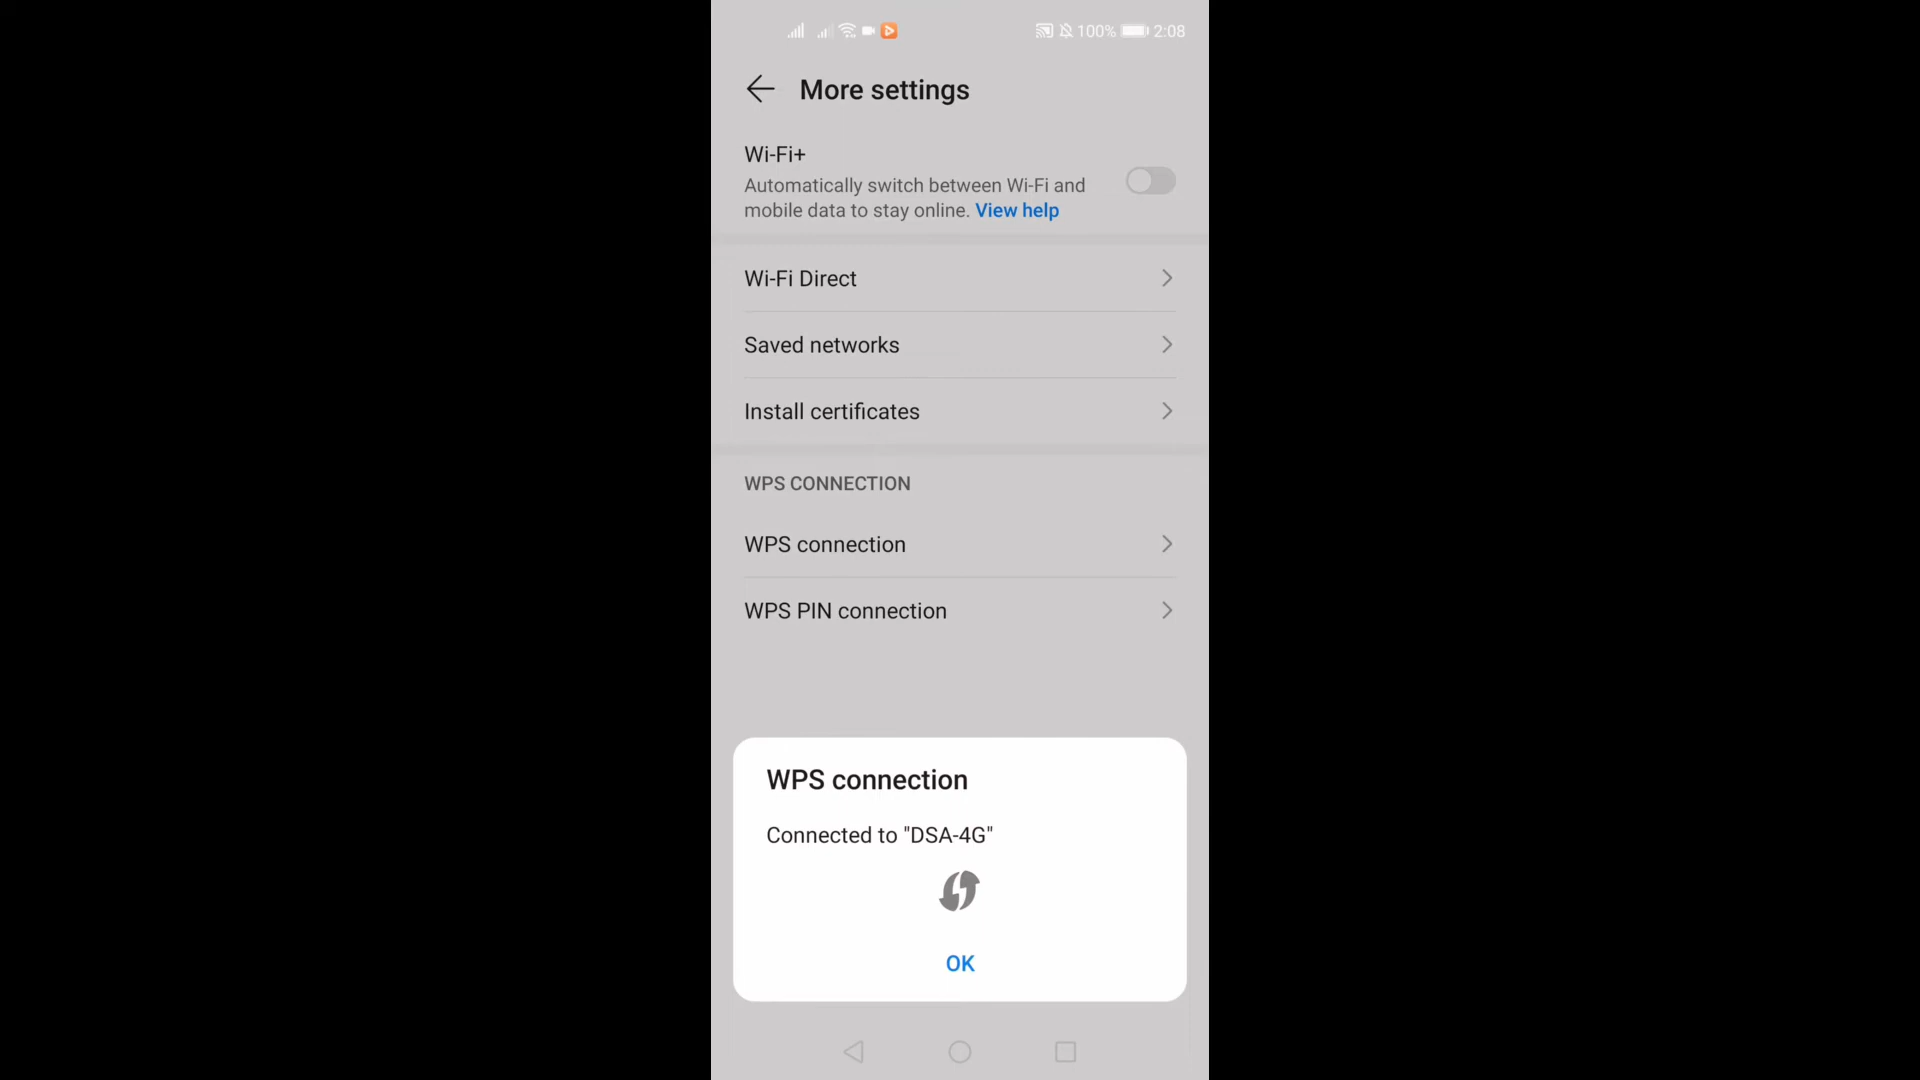 100% 2:08
More settings
Wi-Fi+
Automatically switch between Wi-Fi and
mobile data to stay online. View help
Wi-Fi Direct
Saved networks
Install certificates
WPS CONNECTION
WPS connection
WPS PIN connection
WPS connection
Connected to "DSA-4G"
OK